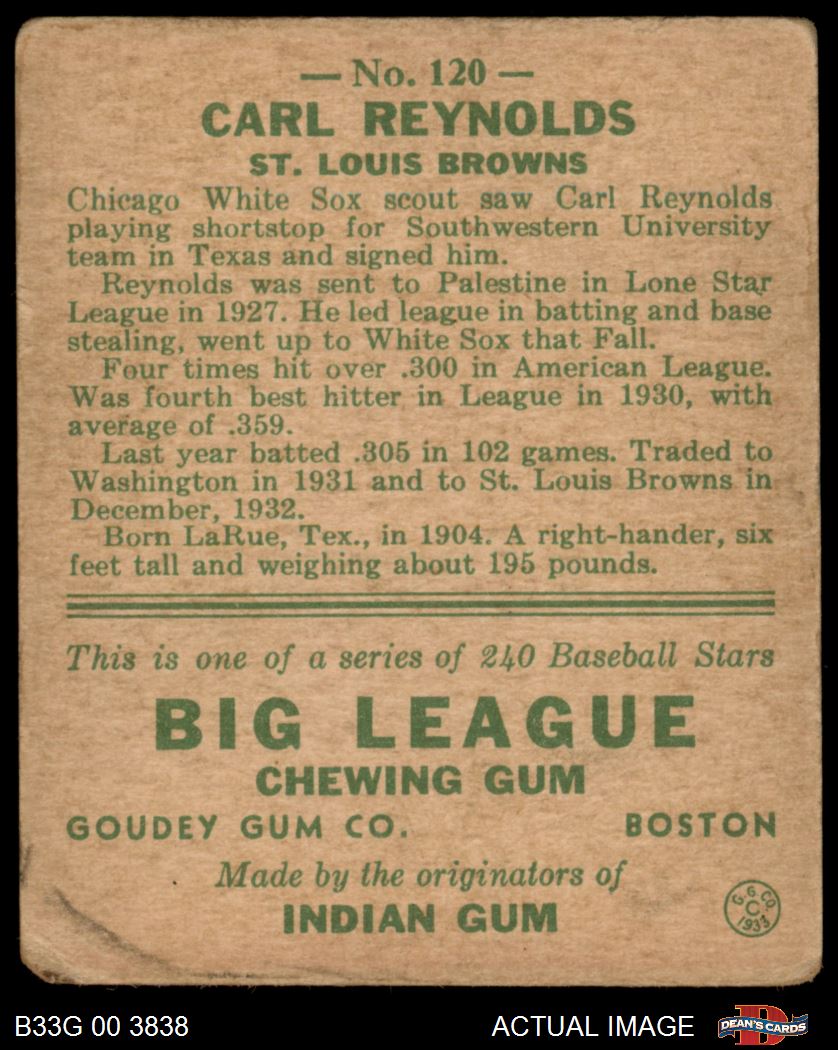 — No. 120 —
CARL REYNOLDS
ST. LOUIS BROWNS
Chicago White Sox scout saw Carl Reynolds
playing shortstop for Southwestern University
team in Texas and signed him.
Reynolds was sent to Palestine in Lone Star
League in 1927. He led league in batting and base
stealing, went up to White Sox that Fall.
Four times hit over .300 in American League.
Was fourth best hitter in League in 1930, with
average of .359.
Last year batted .305 in 102 games. Traded to
Washington in 1931 and to St. Louis Browns in
December, 1932.
Born LaRue, Tex., in 1904. A right-hander, six
feet tall and weighing about 195 pounds.
This is one of a series of 240 Baseball Stars
BIG LEAGUE
CHEWING GUM
GOUDEY GUM CO. BOSTON
Made by the originators of
INDIAN GUM
G. G. CO.
C
1933
B33G 00 3838 ACTUAL IMAGE D DEAN'S CARDS